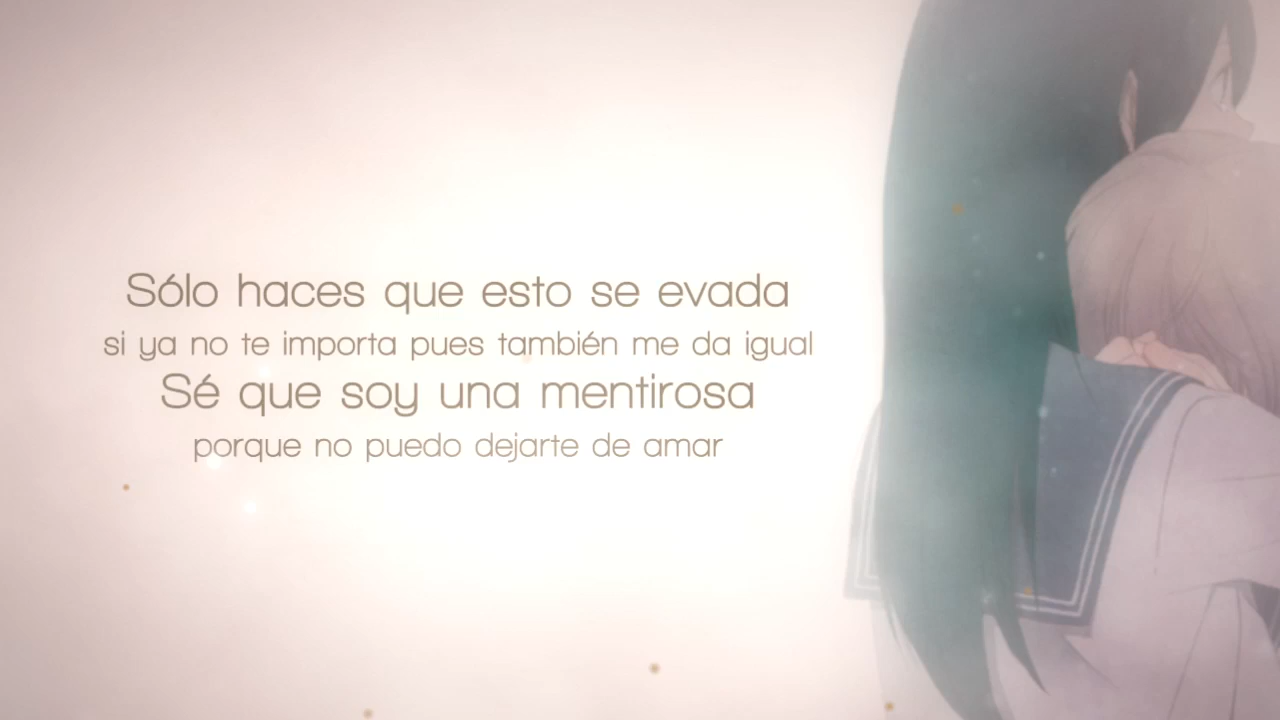 Sólo haces que esto se evada
si ya no te importa pues también me da igual
Sé que soy una mentirosa
porque no puedo dejarte de amar